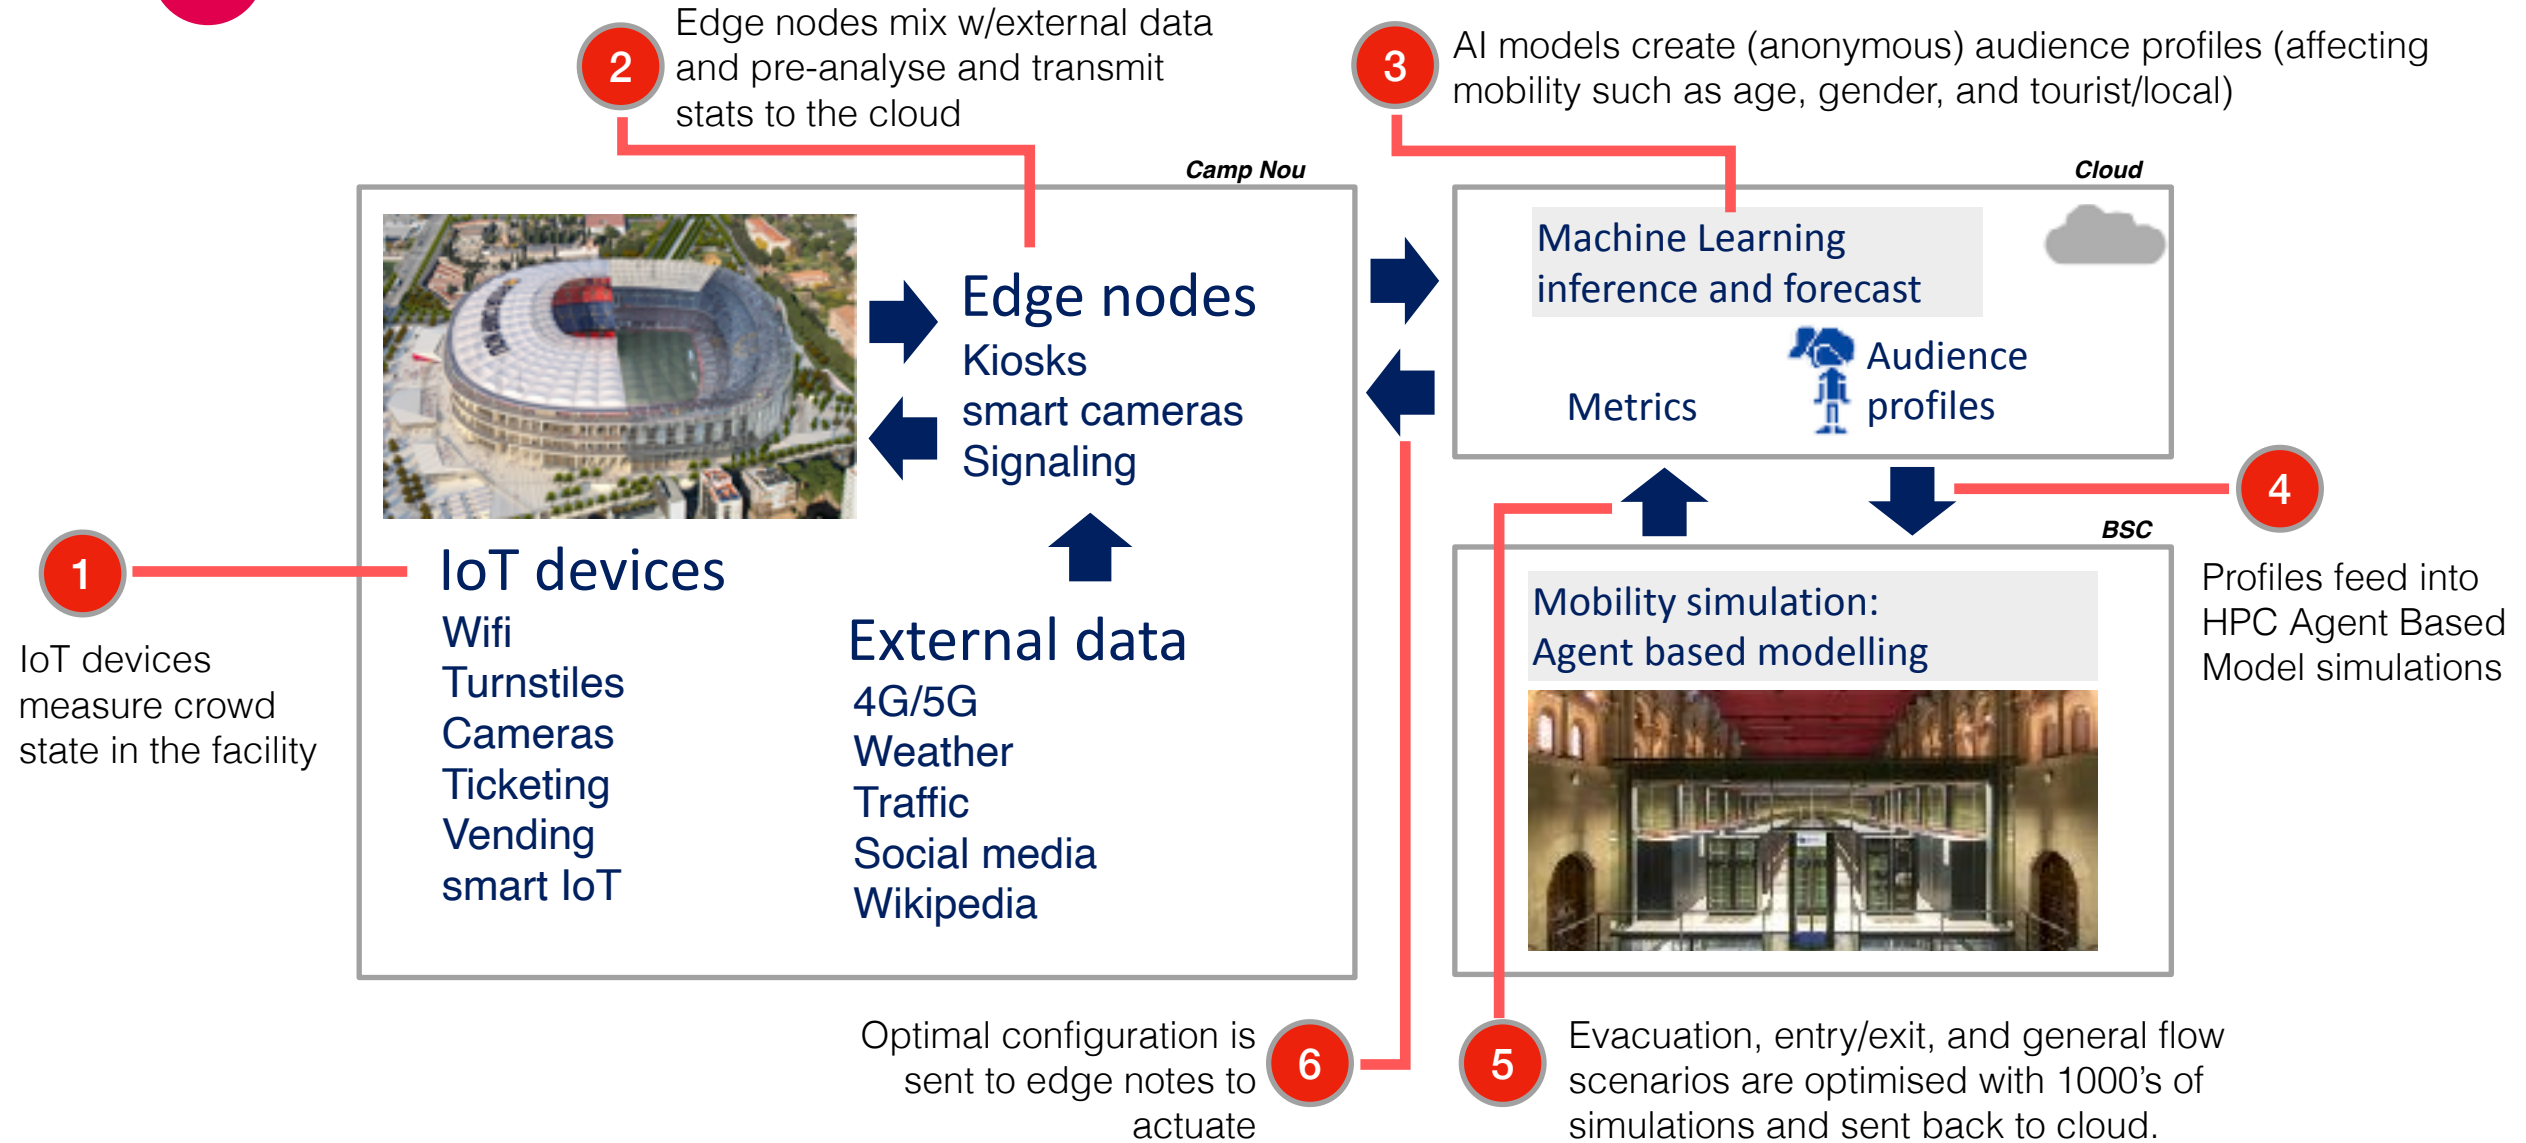 2
Edge nodes mix w/external data
and pre-analyse and transmit
stats to the cloud
3
AI models create (anonymous) audience profiles (affecting
mobility such as age, gender, and tourist/local)
Camp Nou
Edge nodes
Kiosks
smart cameras
Signaling
1
IoT devices
measure crowd
state in the facility
IoT devices
Wifi
Turnstiles
Cameras
Ticketing
Vending
smart IoT
External data
4G/5G
Weather
Traffic
Social media
Wikipedia
Cloud
Machine Learning
inference and forecast
Metrics
Audience
profiles
4
Profiles feed into
HPC Agent Based
Model simulations
BSC
Mobility simulation:
Agent based modelling
Optimal configuration is
sent to edge notes to
actuate
6
5
Evacuation, entry/exit, and general flow
scenarios are optimised with 1000's of
simulations and sent back to cloud.